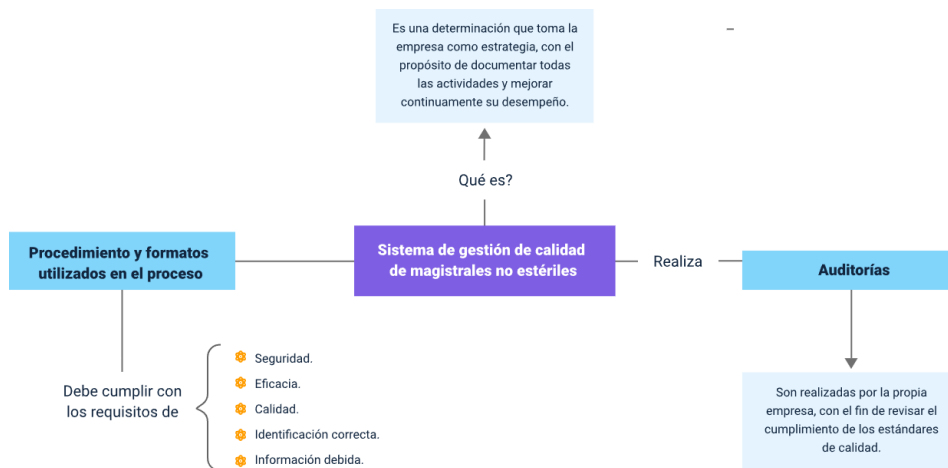 Es una determinación que toma la
empresa como estrategia, con el
propósito de documentar todas
las actividades y mejorar
continuamente su desempeño.
Qué es?
Procedimiento y formatos
utilizados en el proceso
Sistema de gestión de calidad
de magistrales no estériles
Realiza
Auditorías
Debe cumplir con
los requisitos de
Seguridad.
Eficacia.
Calidad.
Identificación correcta.
Información debida.
Son realizadas por la propia
empresa, con el fin de revisar el
cumplimiento de los estándares
de calidad.